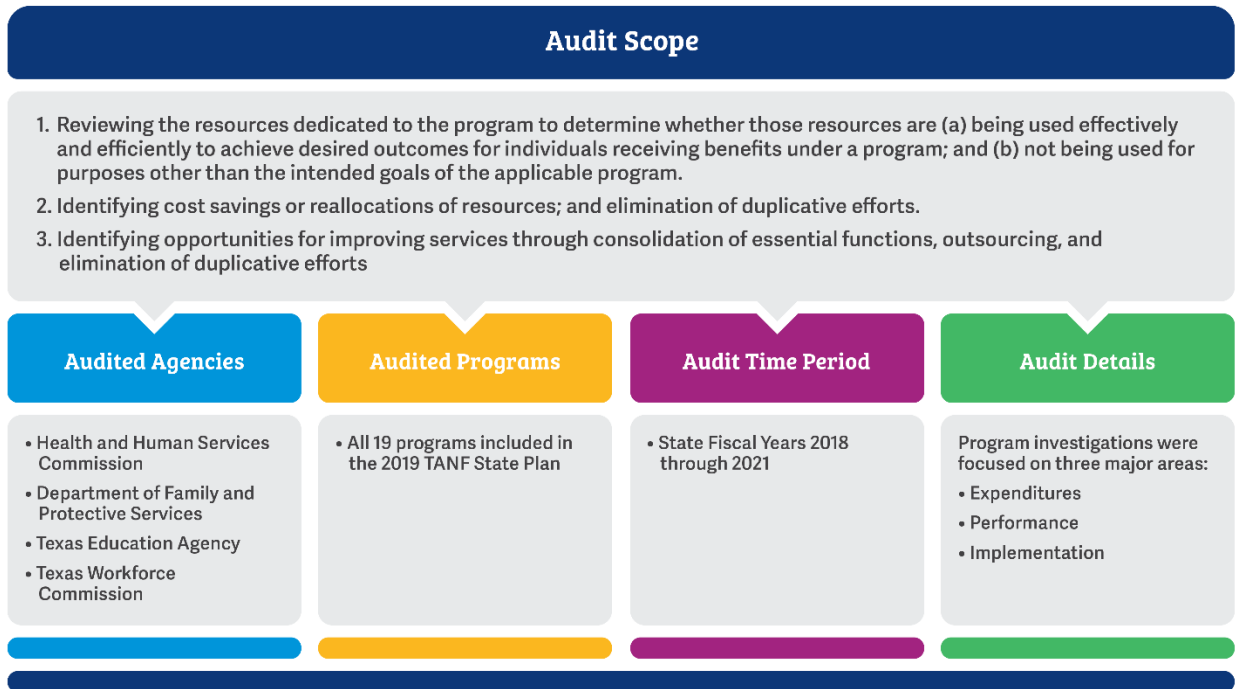 Audit Scope
1. Reviewing the resources dedicated to the program to determine whether those resources are (a) being used effectively
and efficiently to achieve desired outcomes for individuals receiving benefits under a program; and (b) not being used for
purposes other than the intended goals of the applicable program.
2. Identifying cost savings or reallocations of resources; and elimination of duplicative efforts.
3. Identifying opportunities for improving services through consolidation of essential functions, outsourcing, and
elimination of duplicative efforts
Audited Agencies
• Health and Human Services
Commission
• Department of Family and
Protective Services
• Texas Education Agency
• Texas Workforce
Commission
Audited Programs
• All 19 programs included in
the 2019 TANF State Plan
Audit Time Period
• State Fiscal Years 2018
through 2021
Audit Details
Program investigations were
focused on three major areas:
• Expenditures
• Performance
• Implementation